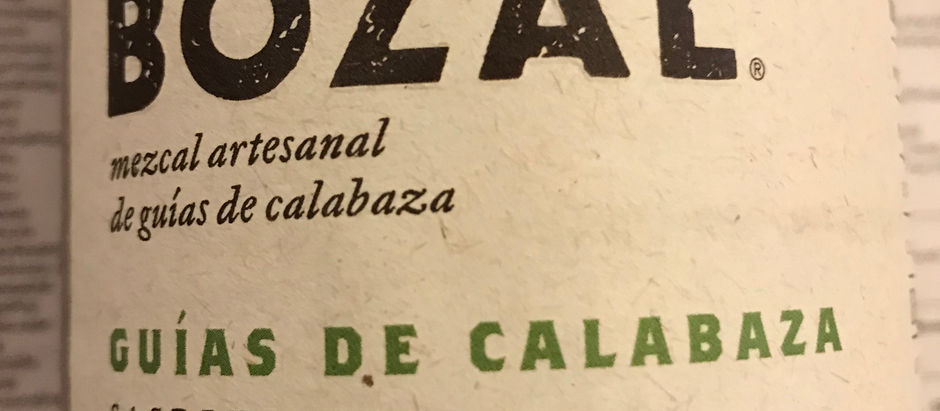 BOZAL®
mezcal artesanal
de guías de calabaza
GUÍAS DE CALABAZA